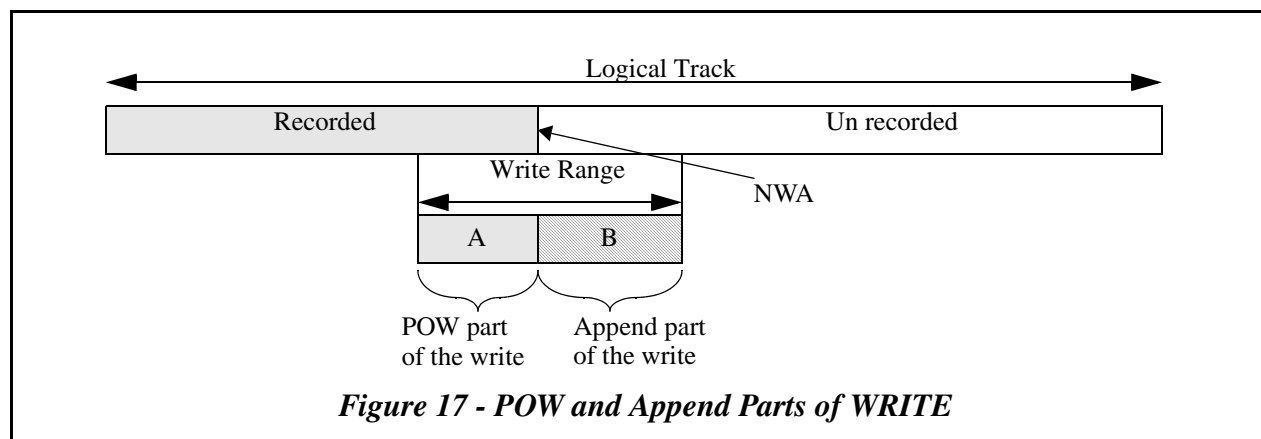 Logical Track
Recorded
Un recorded
Write Range
NWA
A
B
POW part
of the write
Append part
of the write
Figure 17 - POW and Append Parts of WRITE